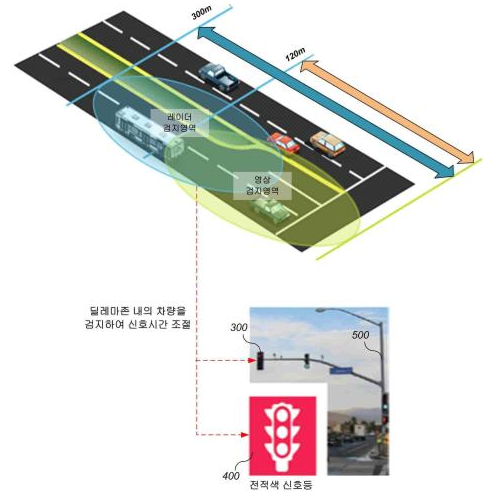 300m
120m
레이더
검지영역
영상
검지영역
딜레마존 내의 차량을
검지하여 신호시간 조절
300
500
400
전적색 신호등